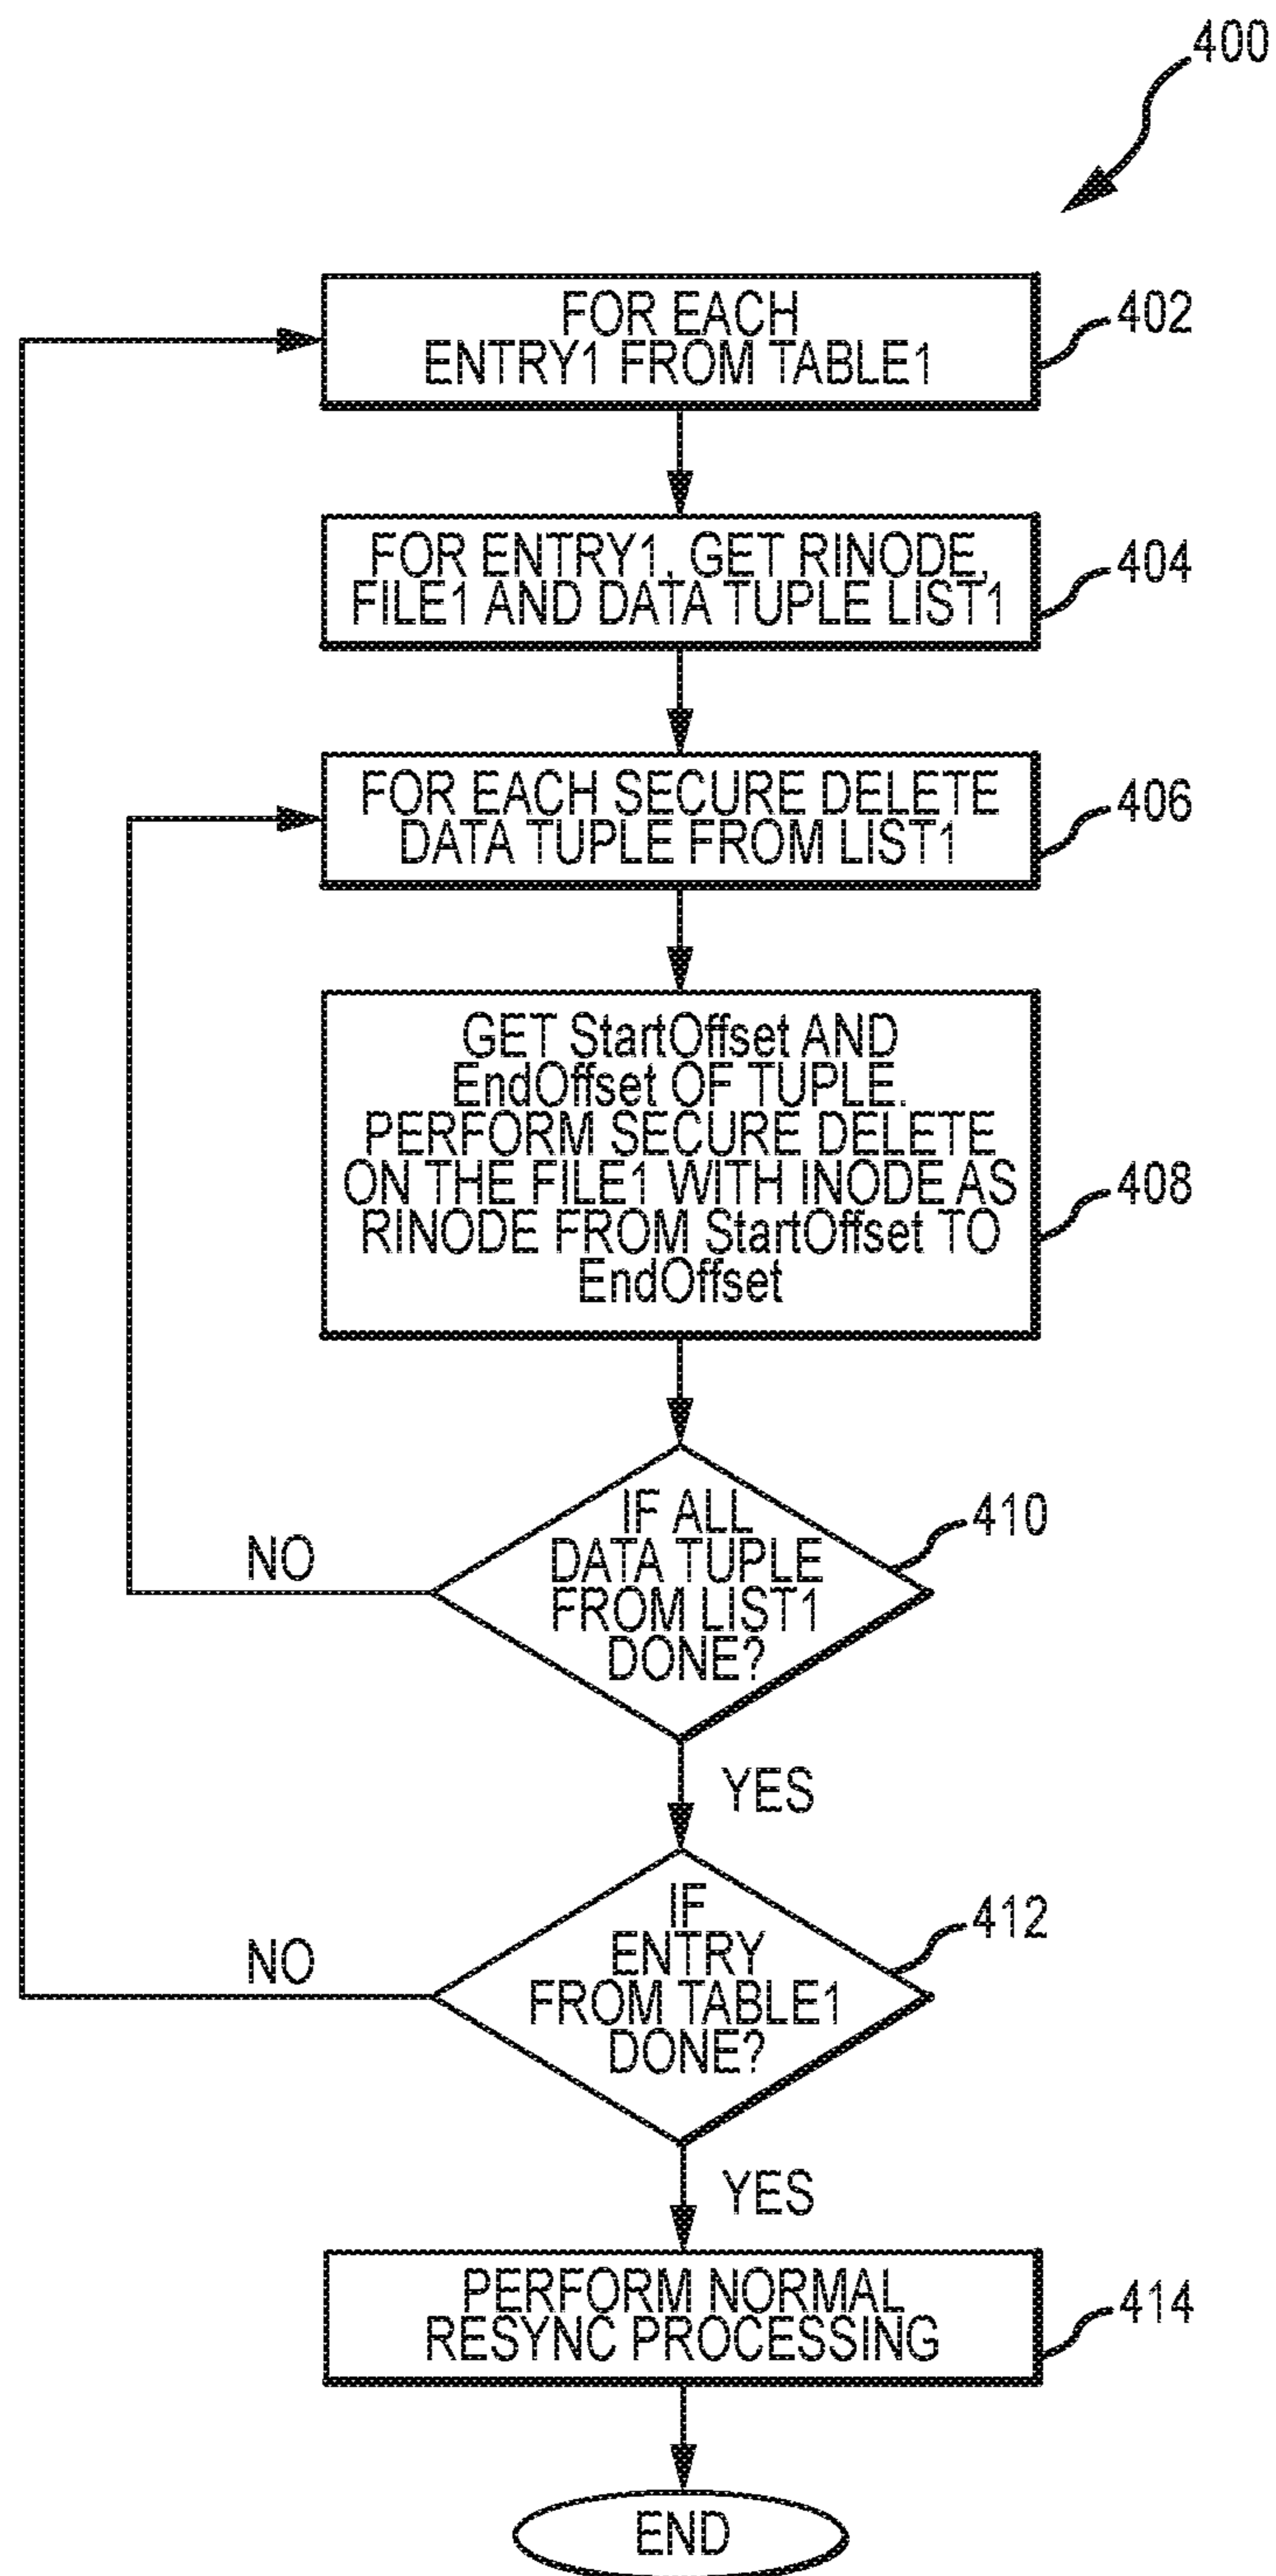 400
FOR EACH
ENTRY1 FROM TABLE1
402
FOR ENTRY1, GET RINODE,
FILE1 AND DATA TUPLE LIST1
404
FOR EACH SECURE DELETE
DATA TUPLE FROM LIST1
406
GET StartOffset AND
EndOffset OF TUPLE.
PERFORM SECURE DELETE
ON THE FILE1 WITH INODE AS
RINODE FROM StartOffset TO
EndOffset
408
IF ALL
DATA TUPLE
FROM LIST1
DONE?
410
NO
YES
IF
ENTRY
FROM TABLE1
DONE?
412
NO
YES
PERFORM NORMAL
RESYNC PROCESSING
414
END